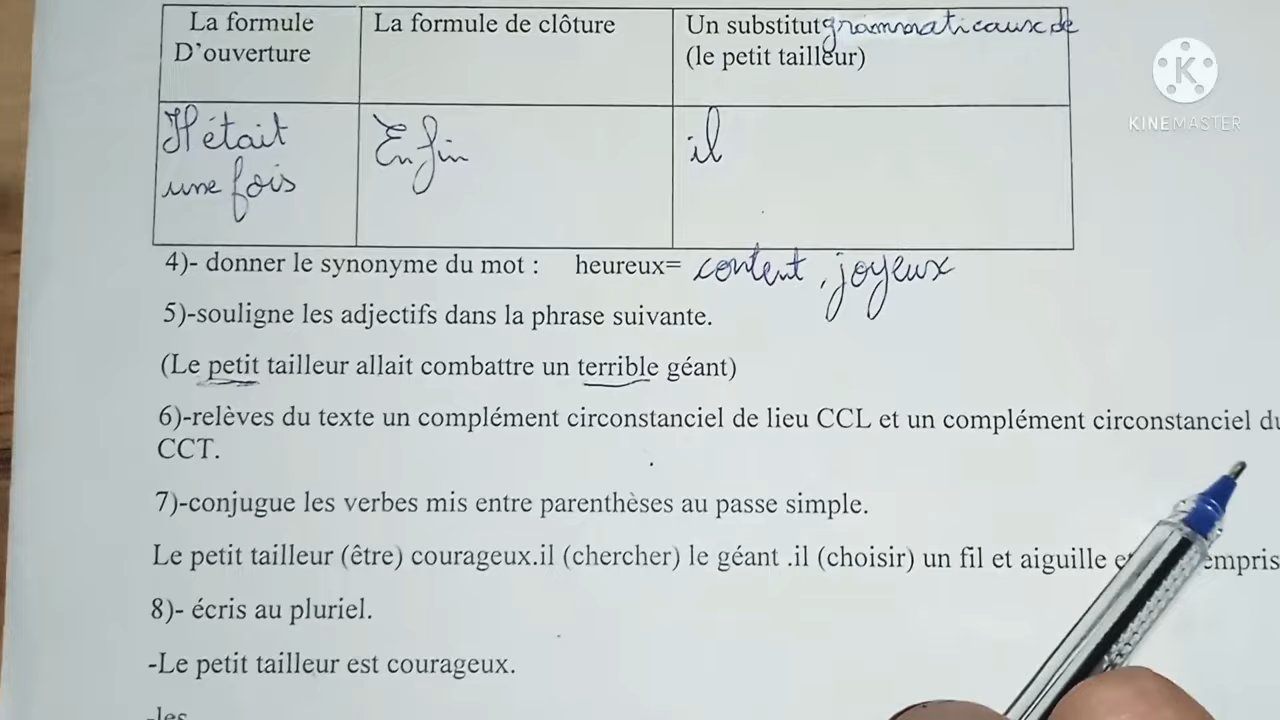 La formule
D'ouverture
La formule de clôture
Un substitut grammaticaux de
(le petit tailleur)
KINEMASTER
Il était
une fois
Enfin
il
4)- donner le synonyme du mot : heureux= content, joyeux
5)-souligne les adjectifs dans la phrase suivante.
(Le petit tailleur allait combattre un terrible géant)
6)-relèves du texte un complément circonstanciel de lieu CCL et un complément circonstanciel du
CCT.
7)-conjugue les verbes mis entre parenthèses au passe simple.
Le petit tailleur (être) courageux.il (chercher) le géant .il (choisir) un fil et aiguille
8)- écris au pluriel.
-Le petit tailleur est courageux.
-les